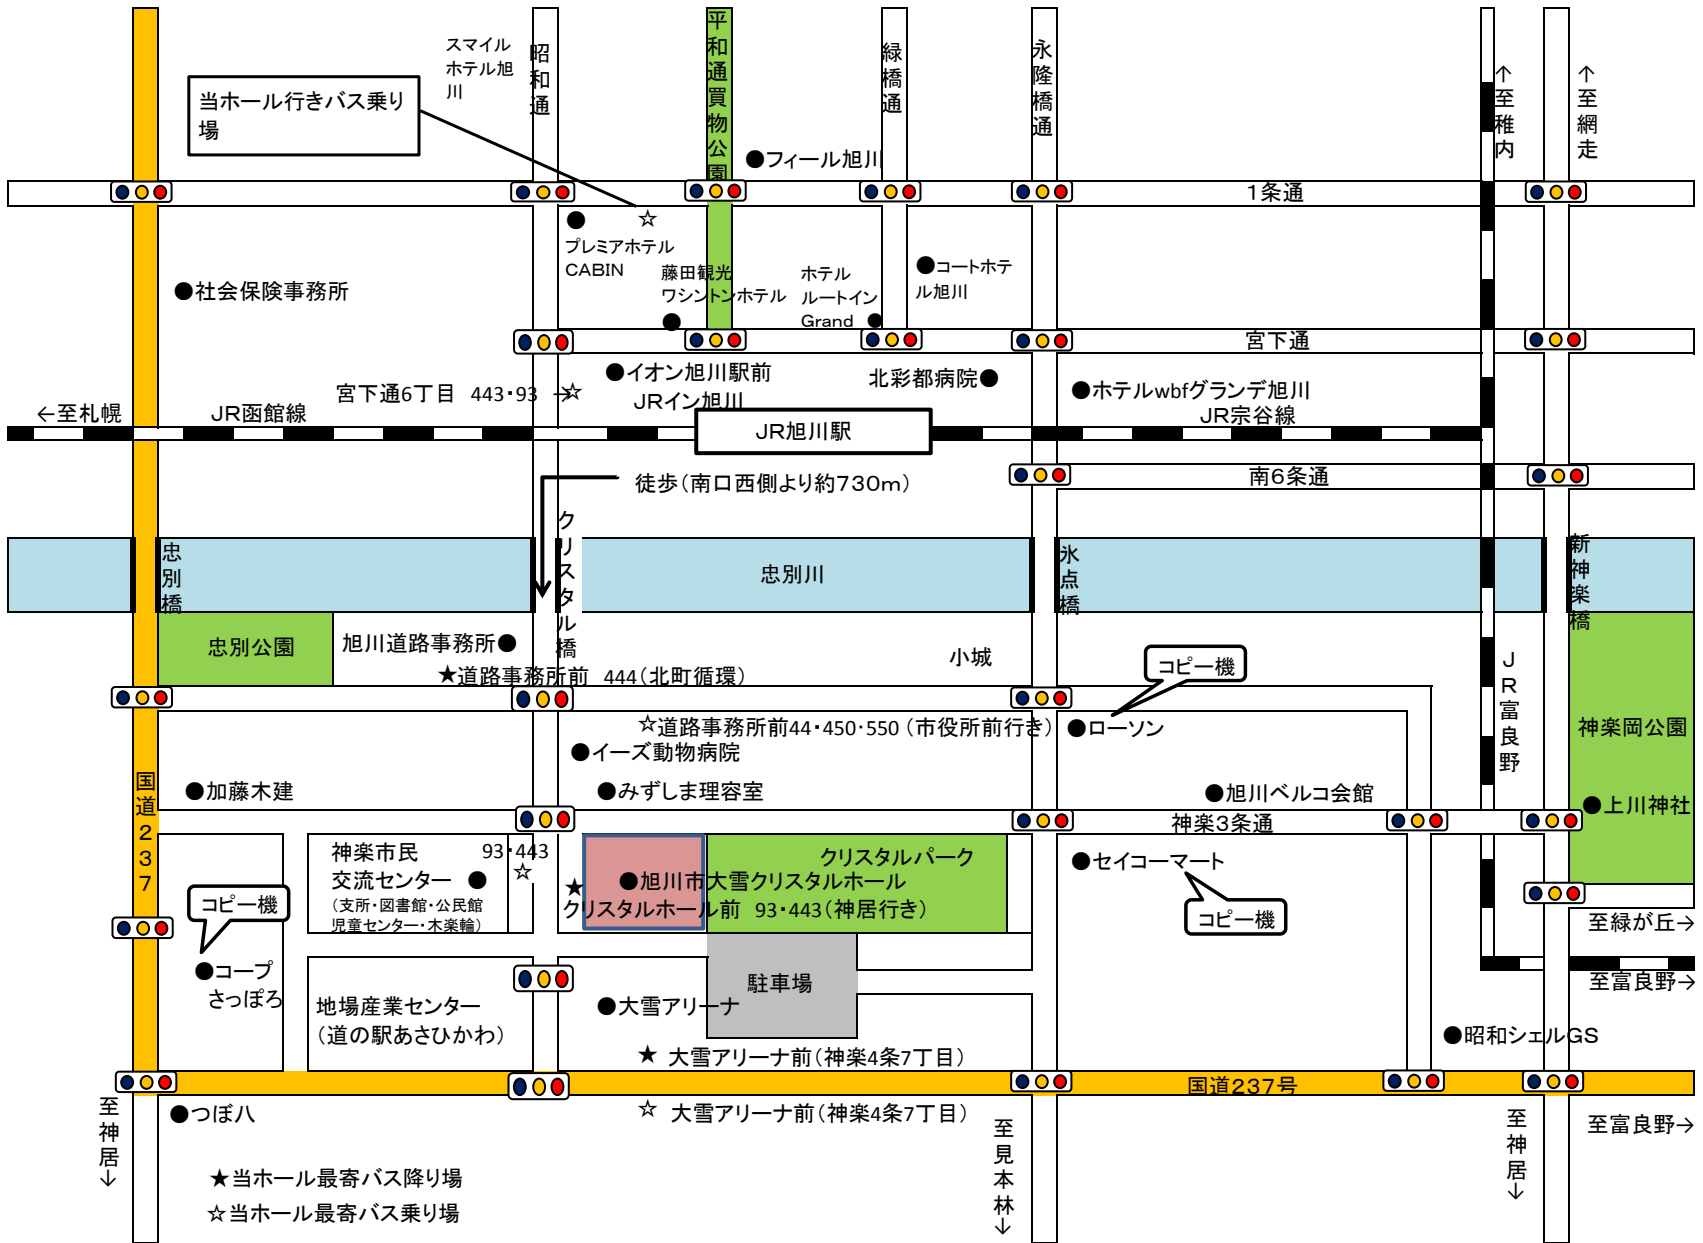 スマイル
ホテル旭
川
昭和通
平和通買物公園
緑橋通
永隆橋通
↑至稚内
↑至網走
当ホール行きバス乗り
場
●フィール旭川
1条通
☆
プレミアホテル
CABIN
●社会保険事務所
藤田観光
ワシントンホテル
ホテル
ルートイン
Grand
●コートホテ
ル旭川
宮下通
●イオン旭川駅前
JRイン旭川
北彩都病院●
●ホテルwbfグランデ旭川
宮下通6丁目 443・93 →☆
←至札幌
JR函館線
JR旭川駅
JR宗谷線
徒歩(南口西側より約730m)
南6条通
忠別橋
クリスタル橋
忠別川
氷点橋
新神楽橋
忠別公園
旭川道路事務所●
★道路事務所前 444(北町循環)
小城
コピー機
JR富良野
☆道路事務所前44・450・550(市役所前行き)
●ローソン
神楽岡公園
●イーズ動物病院
国道237
●加藤木建
●みずしま理容室
●旭川ベルコ会館
●上川神社
神楽3条通
神楽市民
交流センター ●
(支所・図書館・公民館
児童センター・木楽輪)
93・443
☆
★
クリスタルパーク
●旭川市大雪クリスタルホール
クリスタルホール前 93・443(神居行き)
●セイコーマート
コピー機
コピー機
至緑が丘→
●コープ
さっぽろ
駐車場
至富良野→
地場産業センター
(道の駅あさひかわ)
●大雪アリーナ
●昭和シェルGS
★ 大雪アリーナ前(神楽4条7丁目)
国道237号
●つぼ八
☆ 大雪アリーナ前(神楽4条7丁目)
至神居↓
至見本林↓
至神居↓
至富良野→
★当ホール最寄バス降り場
☆当ホール最寄バス乗り場